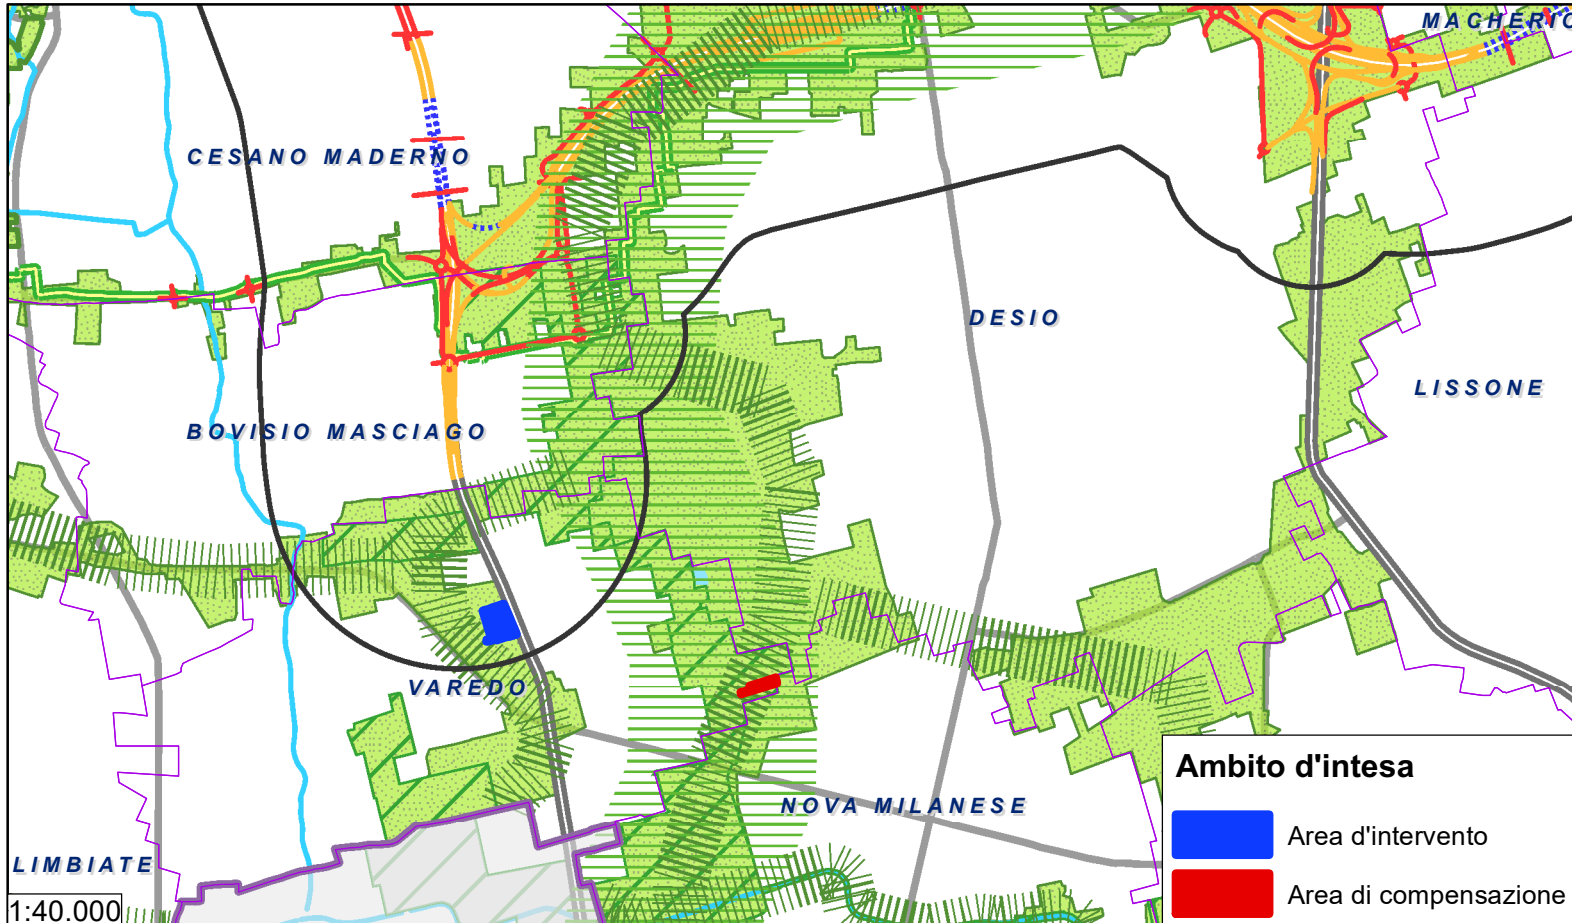 MACHERIO
CESANO MADERNO
DESIO
LISSONE
BOVISIO MASCIAGO
VAREDO
NOVA MILANESE
LIMBIATE
1:40.000
Ambito d'intesa
Area d'intervento
Area di compensazione